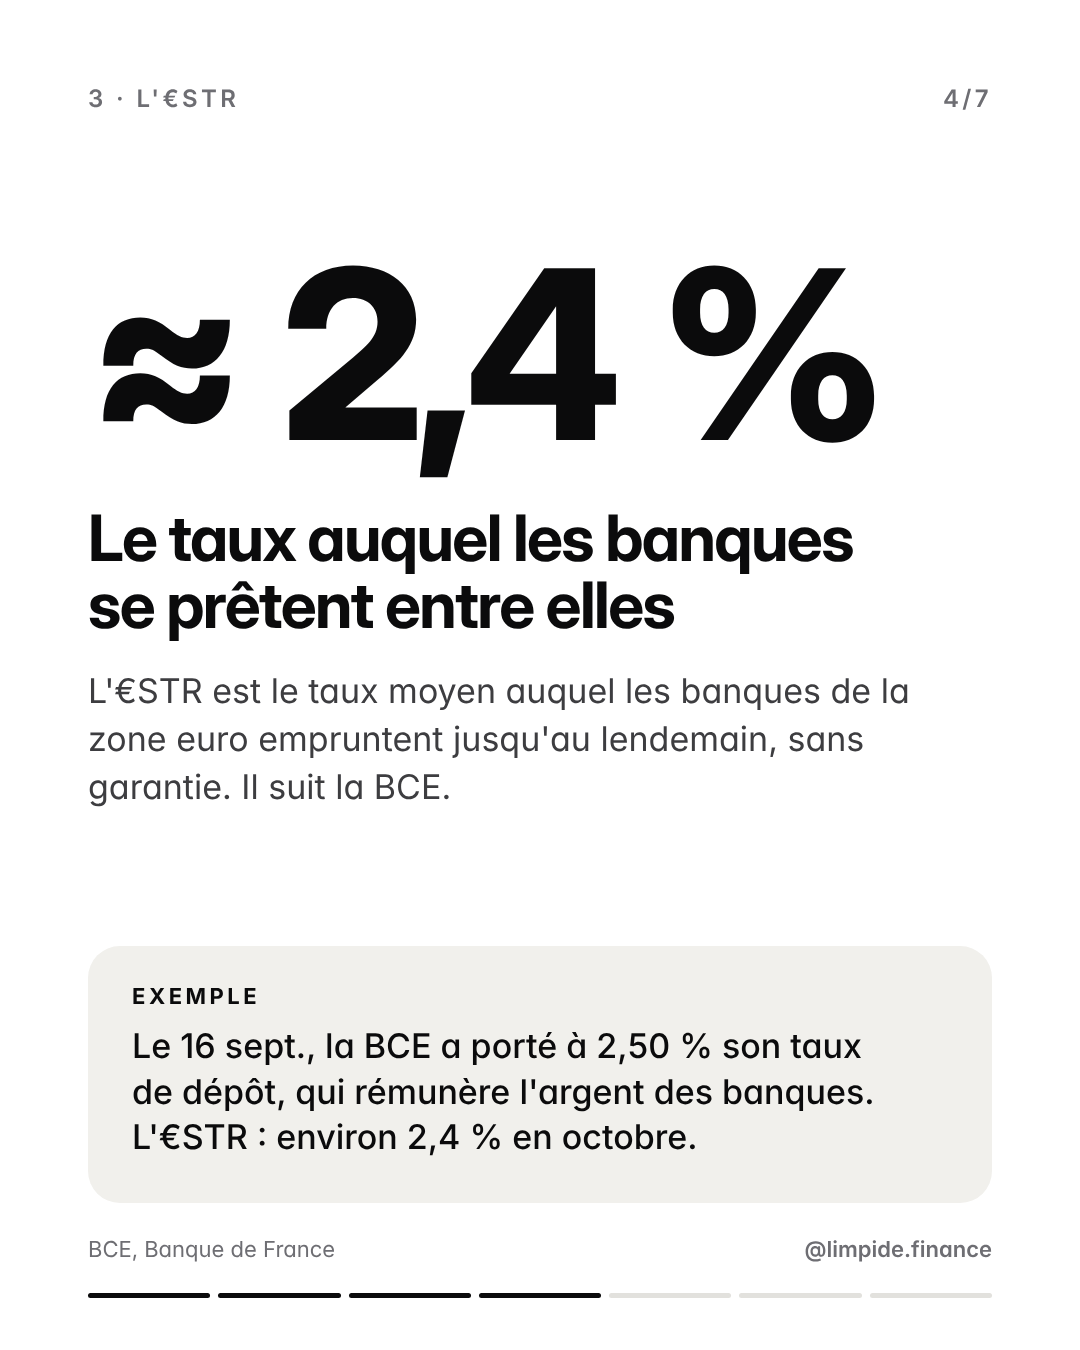 3 · L'€STR
4/7
≈ 2,4 %
Le taux auquel les banques
se prêtent entre elles
L'€STR est le taux moyen auquel les banques de la
zone euro empruntent jusqu'au lendemain, sans
garantie. Il suit la BCE.
EXEMPLE
Le 16 sept., la BCE a porté à 2,50 % son taux
de dépôt, qui rémunère l'argent des banques.
L'€STR : environ 2,4 % en octobre.
BCE, Banque de France
@limpide.finance